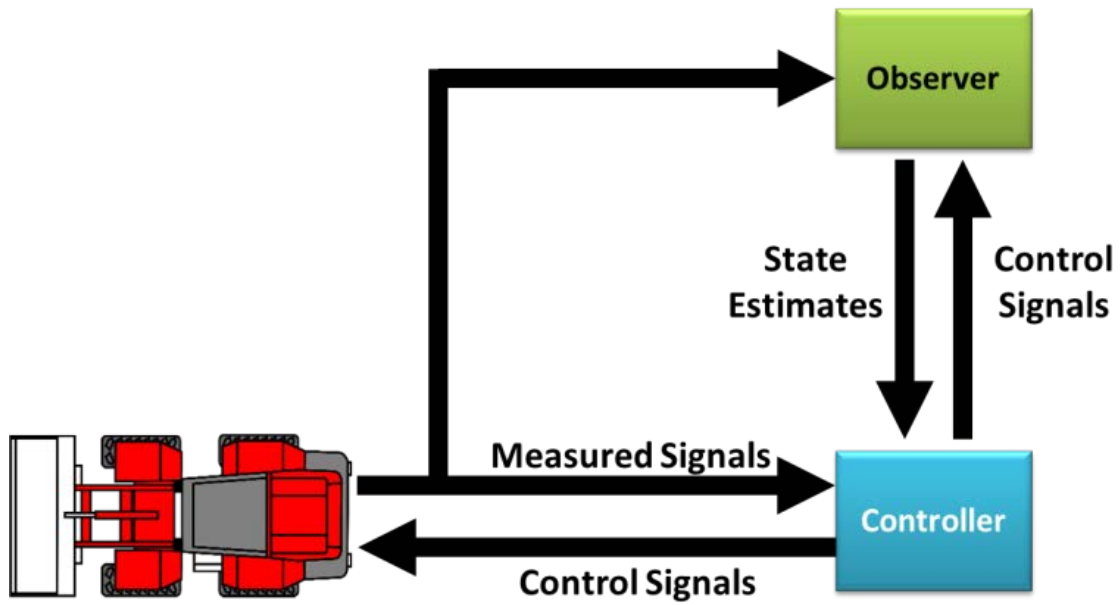 Observer
State
Estimates
Control
Signals
Measured Signals
Controller
Control Signals